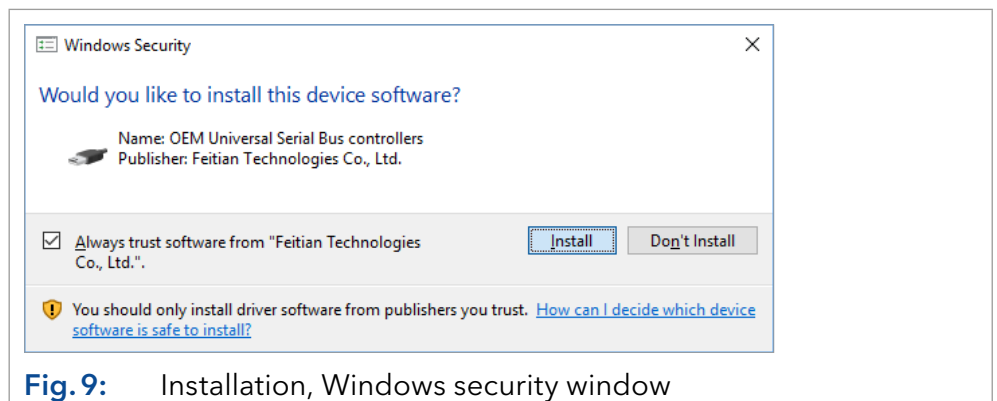 Windows Security
Would you like to install this device software?
Name: OEM Universal Serial Bus controllers
Publisher: Feitian Technologies Co., Ltd.
Always trust software from "Feitian Technologies
Co., Ltd.".
Install
Don't Install
You should only install driver software from publishers you trust. How can I decide which device
software is safe to install?
Fig. 9: Installation, Windows security window